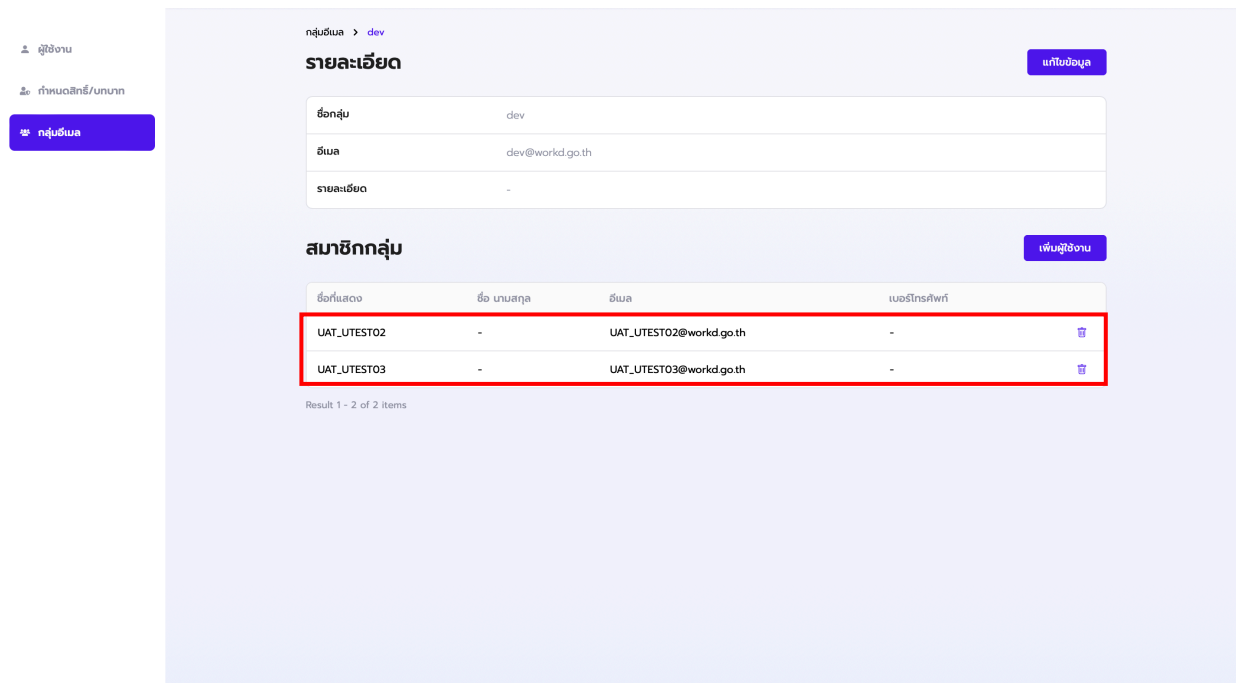 ผู้ใช้งาน
กำหนดสิทธิ์/บทบาท
กลุ่มอีเมล
กลุ่มอีเมล > dev
รายละเอียด
แก้ไขข้อมูล
ชื่อกลุ่ม dev
อีเมล dev@workd.go.th
รายละเอียด -
สมาชิกกลุ่ม
เพิ่มผู้ใช้งาน
ชื่อที่แสดง ชื่อ นามสกุล อีเมล เบอร์โทรศัพท์
UAT_UTEST02 - UAT_UTEST02@workd.go.th -
UAT_UTEST03 - UAT_UTEST03@workd.go.th -
Result 1 - 2 of 2 items